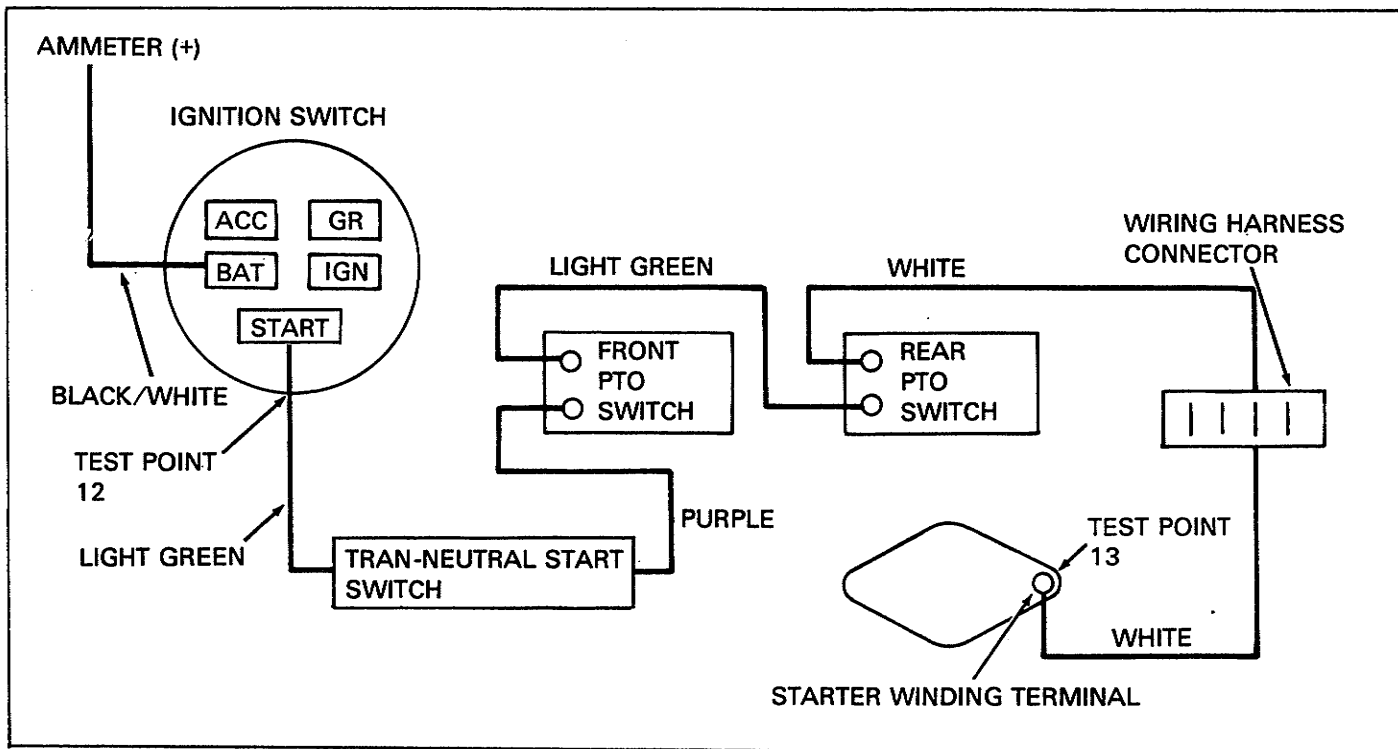 AMMETER (+)
IGNITION SWITCH
ACC
GR
BAT
IGN
START
BLACK/WHITE
TEST POINT
12
LIGHT GREEN
TRAN-NEUTRAL START
SWITCH
PURPLE
LIGHT GREEN
FRONT
PTO
SWITCH
WHITE
REAR
PTO
SWITCH
WIRING HARNESS
CONNECTOR
TEST POINT
13
WHITE
STARTER WINDING TERMINAL